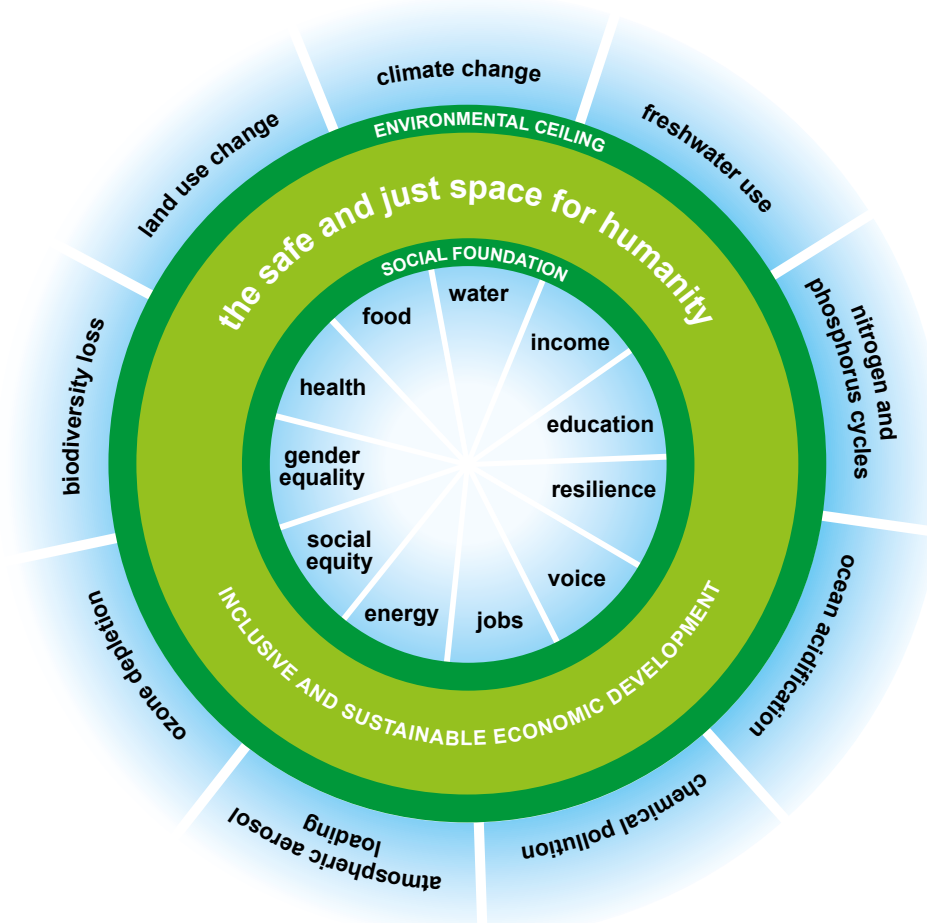 climate change
freshwater use
nitrogen and
phosphorus cycles
ocean acidification
chemical pollution
atmospheric aerosol
loading
ozone depletion
biodiversity loss
land use change
ENVIRONMENTAL CEILING
the safe and just space for humanity
SOCIAL FOUNDATION
water
income
education
resilience
voice
jobs
energy
social
equity
gender
equality
health
food
INCLUSIVE AND SUSTAINABLE ECONOMIC DEVELOPMENT